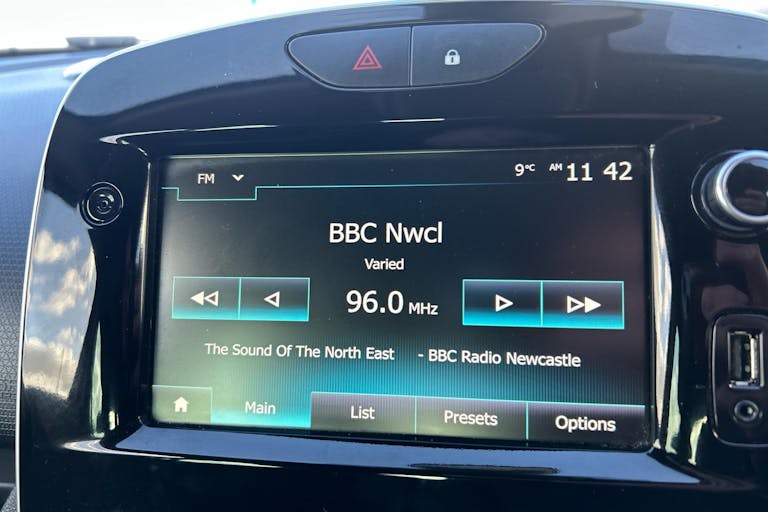 FM 9°C AM 11 42
BBC Nwcl
Varied
96.0 MHz
The Sound Of The North East - BBC Radio Newcastle
Main List Presets Options